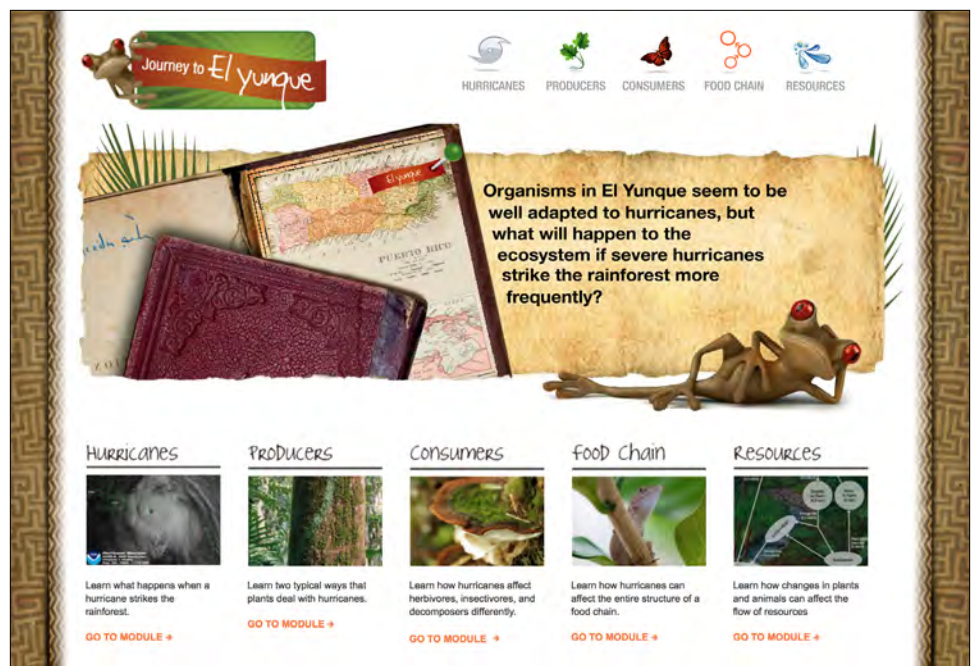 Journey to El yunque
HURRICANES
PRODUCERS
CONSUMERS
FOOD CHAIN
RESOURCES
El yunque
PUERTO RICO
Organisms in El Yunque seem to be
well adapted to hurricanes, but
what will happen to the
ecosystem if severe hurricanes
strike the rainforest more
frequently?
Hurricanes
Learn what happens when a
hurricane strikes the
rainforest.
GO TO MODULE →
Producers
Learn two typical ways that
plants deal with hurricanes.
GO TO MODULE →
Consumers
Learn how hurricanes affect
herbivores, insectivores, and
decomposers differently.
GO TO MODULE →
Food Chain
Learn how hurricanes can
affect the entire structure of a
food chain.
GO TO MODULE →
Resources
Learn how changes in plants
and animals can affect the
flow of resources
GO TO MODULE →